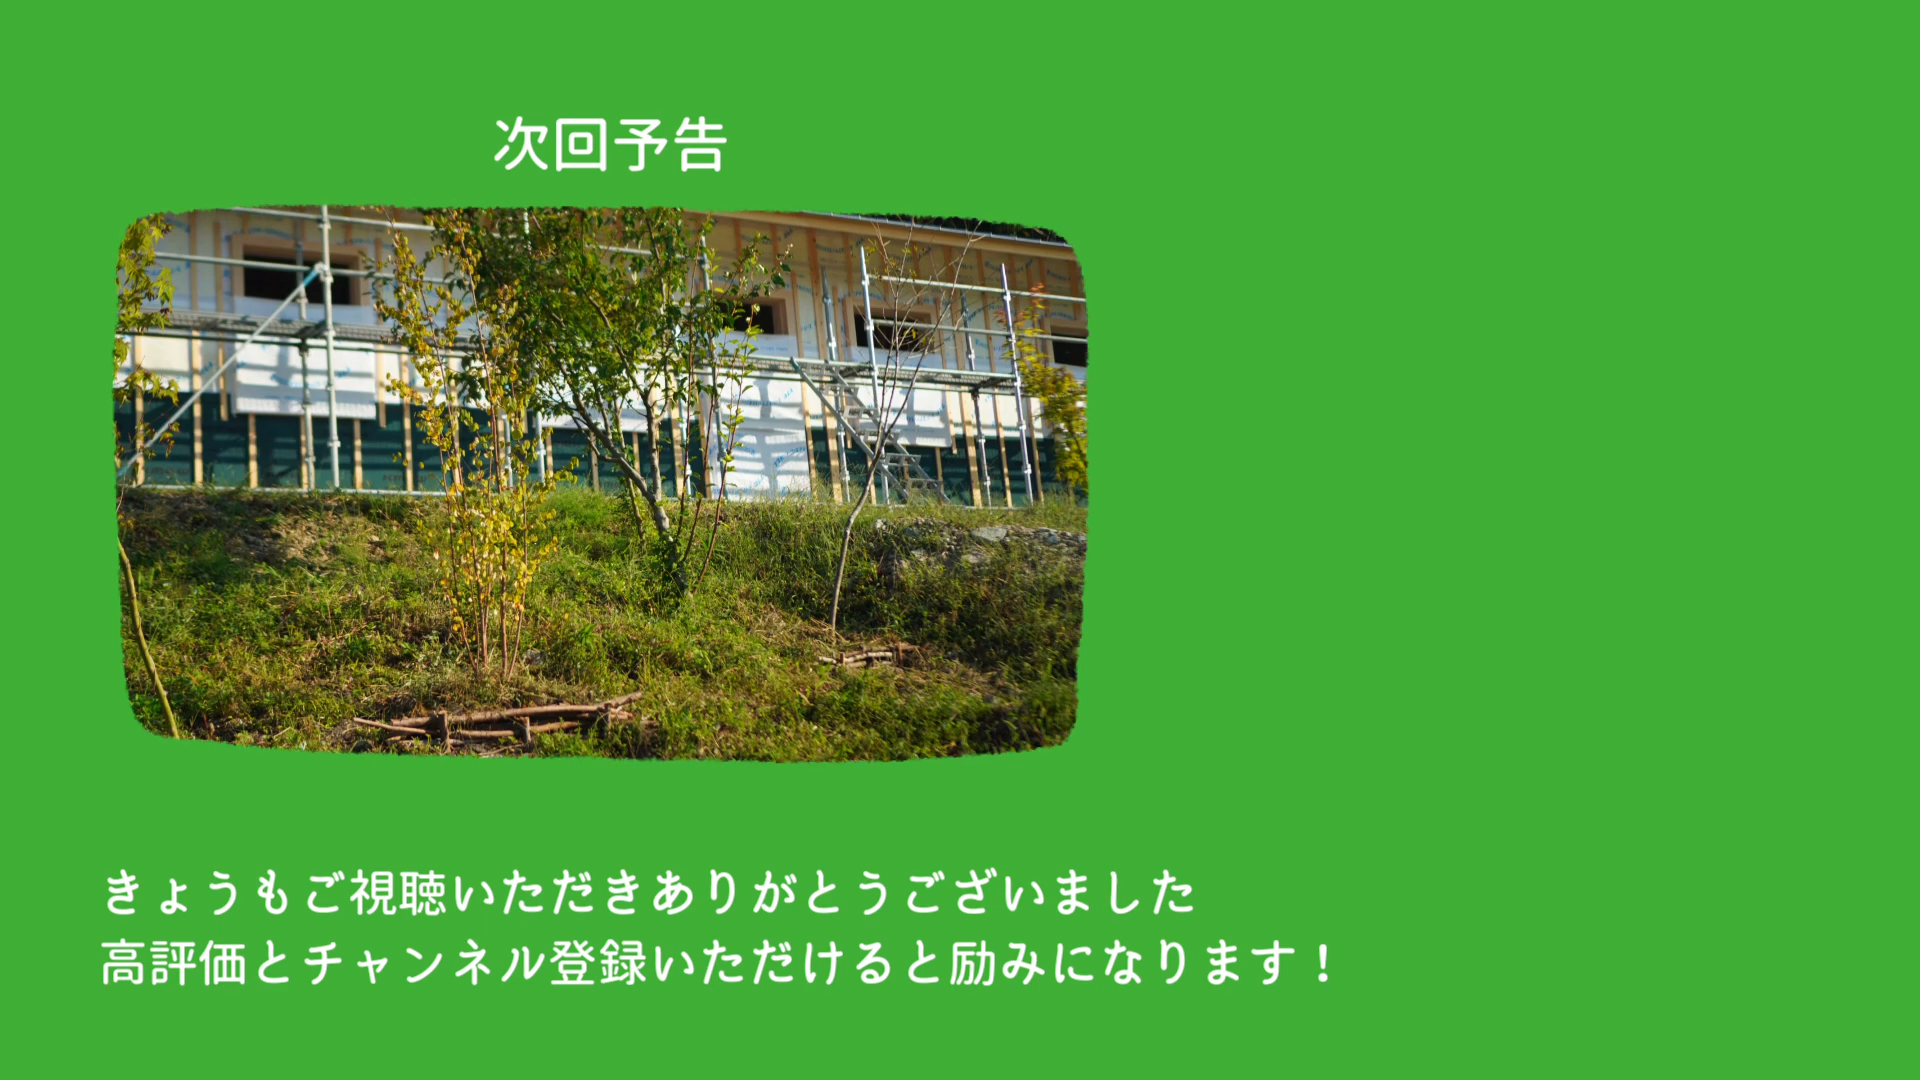 次回予告
きょうもご視聴いただきありがとうございました
高評価とチャンネル登録いただけると励みになります！